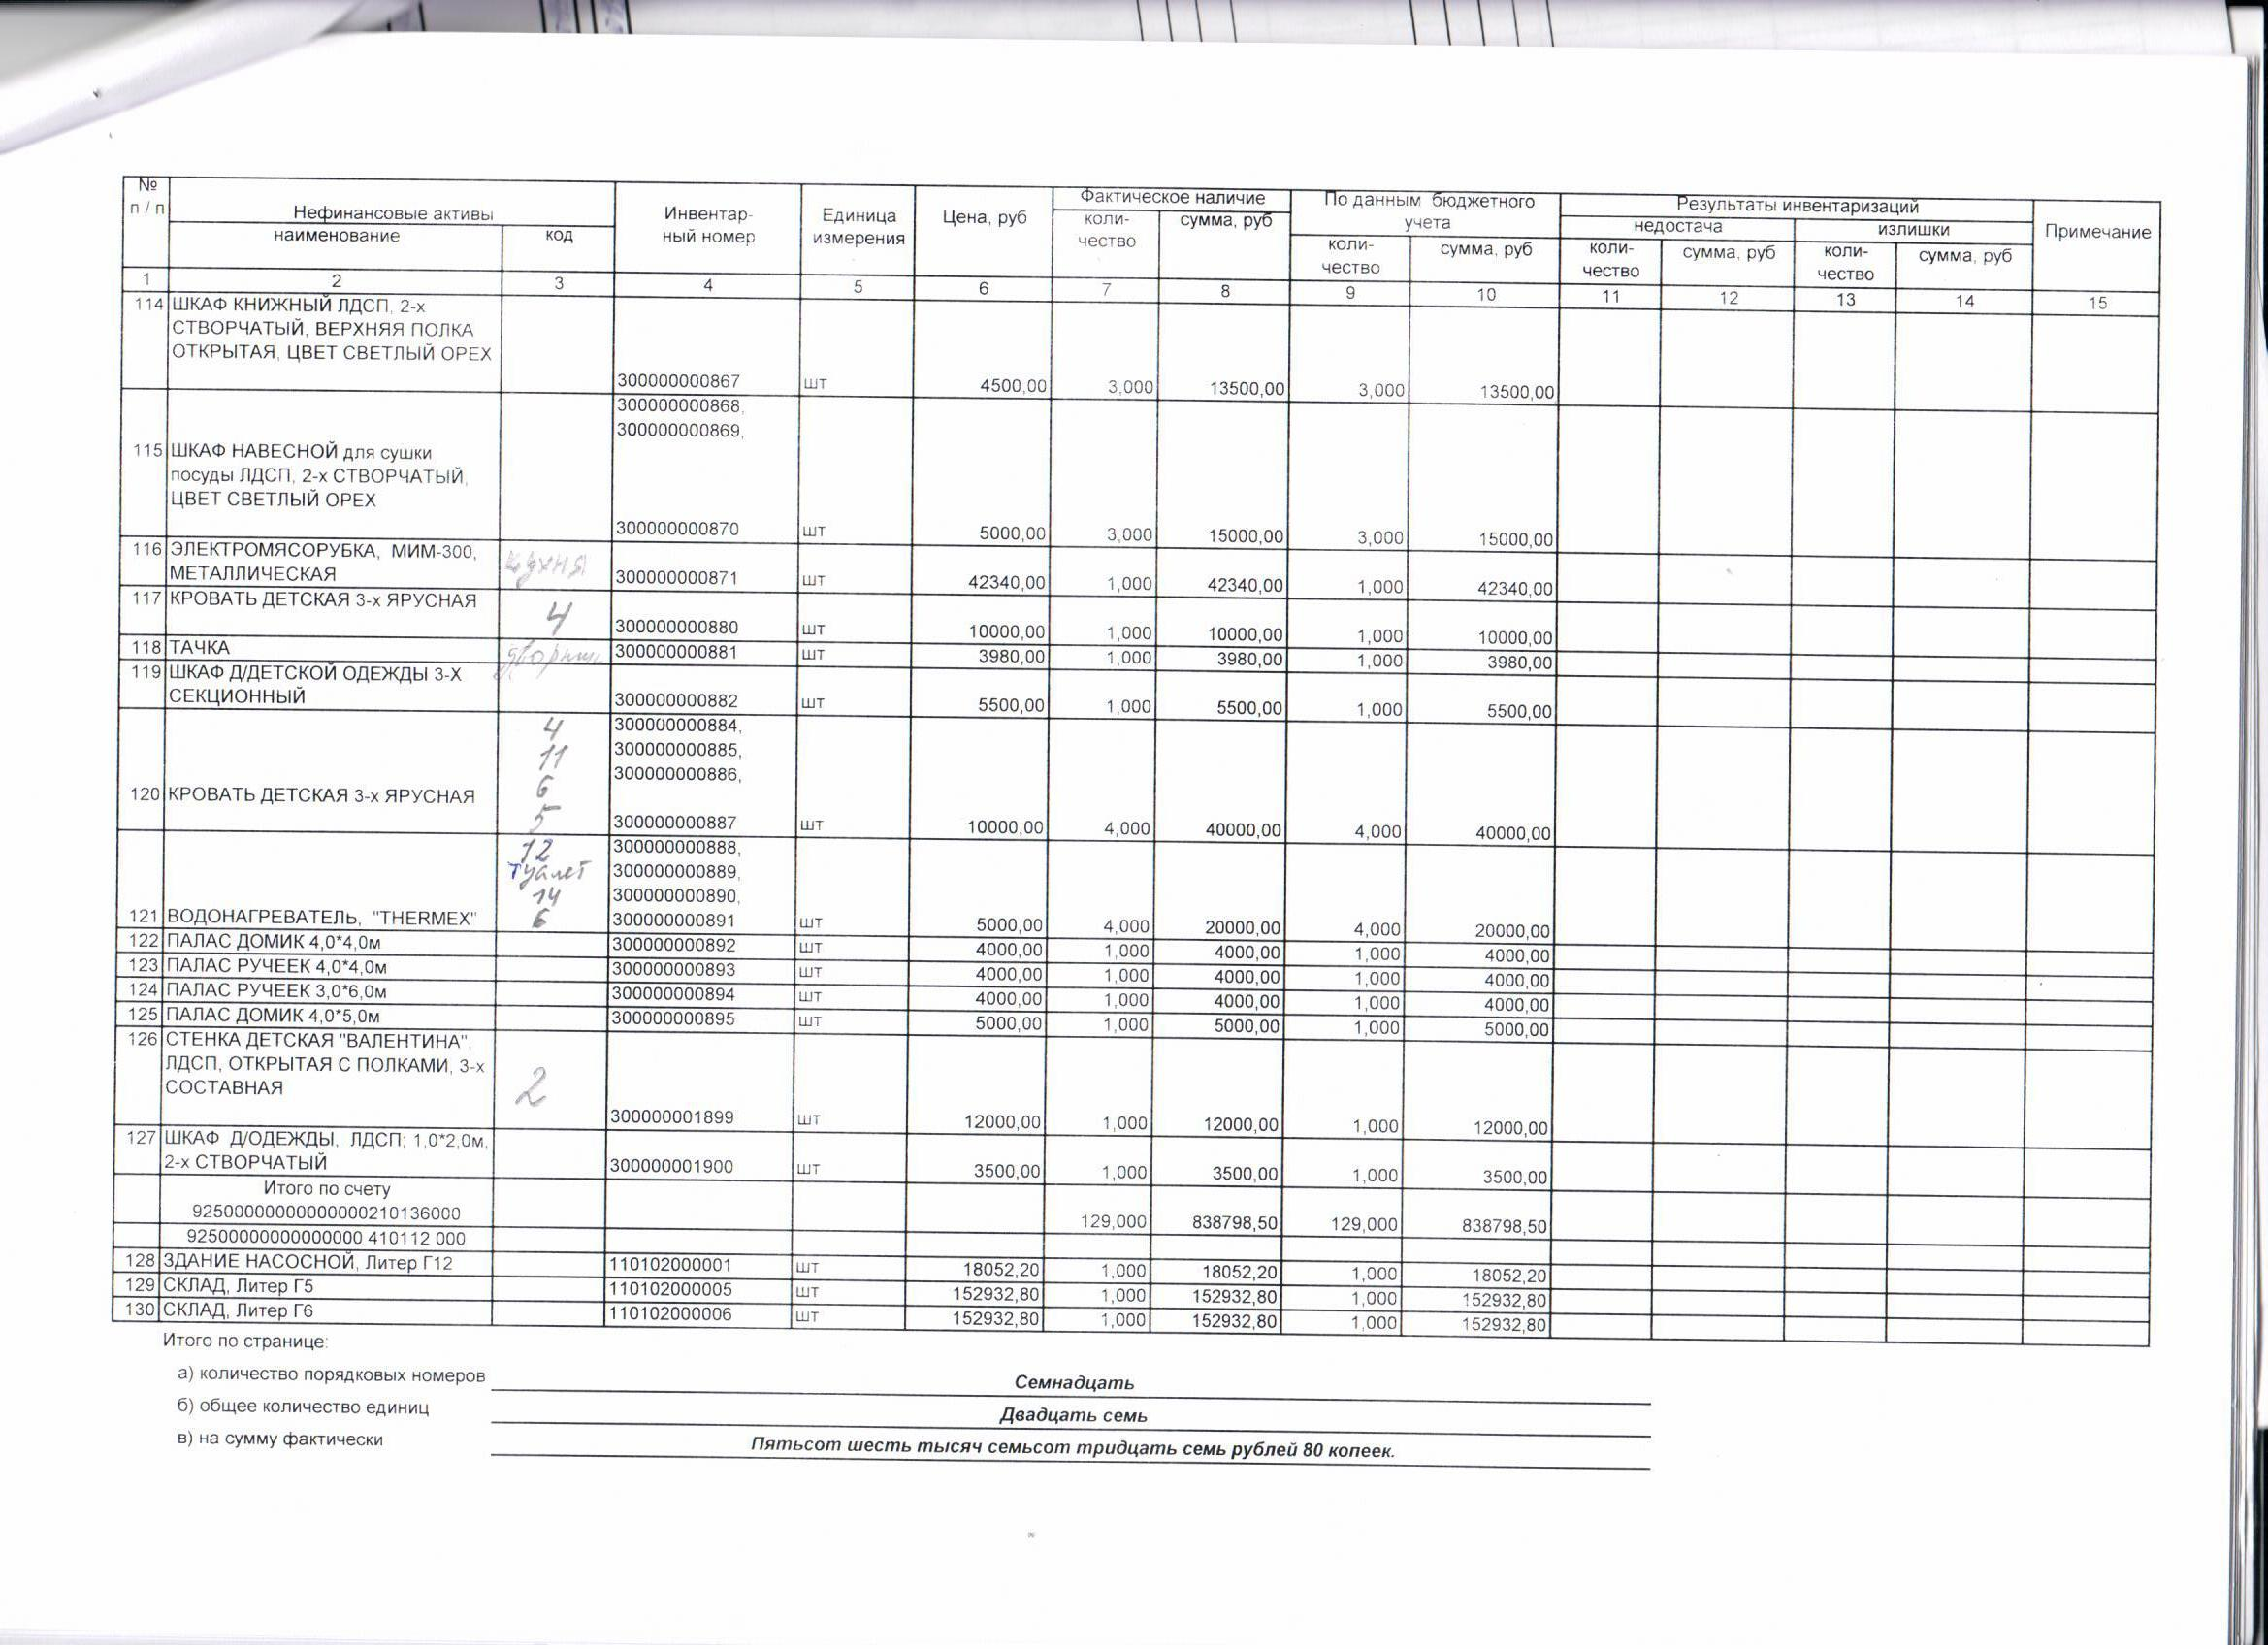 № п / п | Нефинансовые активы | Инвентар- ный номер | Единица измерения | Цена, руб | Фактическое наличие | По данным бюджетного учета | Результаты инвентаризаций | Примечание
наименование | код | коли- чество | сумма, руб | коли- чество | сумма, руб | недостача | излишки
коли- чество | сумма, руб | коли- чество | сумма, руб
1 | 2 | 3 | 4 | 5 | 6 | 7 | 8 | 9 | 10 | 11 | 12 | 13 | 14 | 15
114 ШКАФ КНИЖНЫЙ ЛДСП, 2-х
СТВОРЧАТЫЙ, ВЕРХНЯЯ ПОЛКА
ОТКРЫТАЯ, ЦВЕТ СВЕТЛЫЙ ОРЕХ
300000000867 шт 4500,00 3,000 13500,00 3,000 13500,00
300000000868,
300000000869,
115 ШКАФ НАВЕСНОЙ для сушки
посуды ЛДСП, 2-х СТВОРЧАТЫЙ,
ЦВЕТ СВЕТЛЫЙ ОРЕХ
300000000870 шт 5000,00 3,000 15000,00 3,000 15000,00
116 ЭЛЕКТРОМЯСОРУБКА, МИМ-300,
МЕТАЛЛИЧЕСКАЯ кухня 300000000871 шт 42340,00 1,000 42340,00 1,000 42340,00
117 КРОВАТЬ ДЕТСКАЯ 3-х ЯРУСНАЯ
4 300000000880 шт 10000,00 1,000 10000,00 1,000 10000,00
118 ТАЧКА 300000000881 шт 3980,00 1,000 3980,00 1,000 3980,00
119 ШКАФ Д/ДЕТСКОЙ ОДЕЖДЫ 3-Х
СЕКЦИОННЫЙ 300000000882 шт 5500,00 1,000 5500,00 1,000 5500,00
4 300000000884,
11 300000000885,
6 300000000886,
120 КРОВАТЬ ДЕТСКАЯ 3-х ЯРУСНАЯ
5 300000000887 шт 10000,00 4,000 40000,00 4,000 40000,00
12 300000000888,
туалет 300000000889,
14 300000000890,
121 ВОДОНАГРЕВАТЕЛЬ, "THERMEX" 6 300000000891 шт 5000,00 4,000 20000,00 4,000 20000,00
122 ПАЛАС ДОМИК 4,0*4,0м 300000000892 шт 4000,00 1,000 4000,00 1,000 4000,00
123 ПАЛАС РУЧЕЕК 4,0*4,0м 300000000893 шт 4000,00 1,000 4000,00 1,000 4000,00
124 ПАЛАС РУЧЕЕК 3,0*6,0м 300000000894 шт 4000,00 1,000 4000,00 1,000 4000,00
125 ПАЛАС ДОМИК 4,0*5,0м 300000000895 шт 5000,00 1,000 5000,00 1,000 5000,00
126 СТЕНКА ДЕТСКАЯ "ВАЛЕНТИНА",
ЛДСП, ОТКРЫТАЯ С ПОЛКАМИ, 3-х
СОСТАВНАЯ 2
300000001899 шт 12000,00 1,000 12000,00 1,000 12000,00
127 ШКАФ Д/ОДЕЖДЫ, ЛДСП; 1,0*2,0м,
2-х СТВОРЧАТЫЙ 300000001900 шт 3500,00 1,000 3500,00 1,000 3500,00
Итого по счету
92500000000000000210136000 129,000 838798,50 129,000 838798,50
92500000000000000 410112 000
128 ЗДАНИЕ НАСОСНОЙ, Литер Г12 110102000001 шт 18052,20 1,000 18052,20 1,000 18052,20
129 СКЛАД, Литер Г5 110102000005 шт 152932,80 1,000 152932,80 1,000 152932,80
130 СКЛАД, Литер Г6 110102000006 шт 152932,80 1,000 152932,80 1,000 152932,80
Итого по странице:
а) количество порядковых номеров Семнадцать
б) общее количество единиц Двадцать семь
в) на сумму фактически Пятьсот шесть тысяч семьсот тридцать семь рублей 80 копеек.